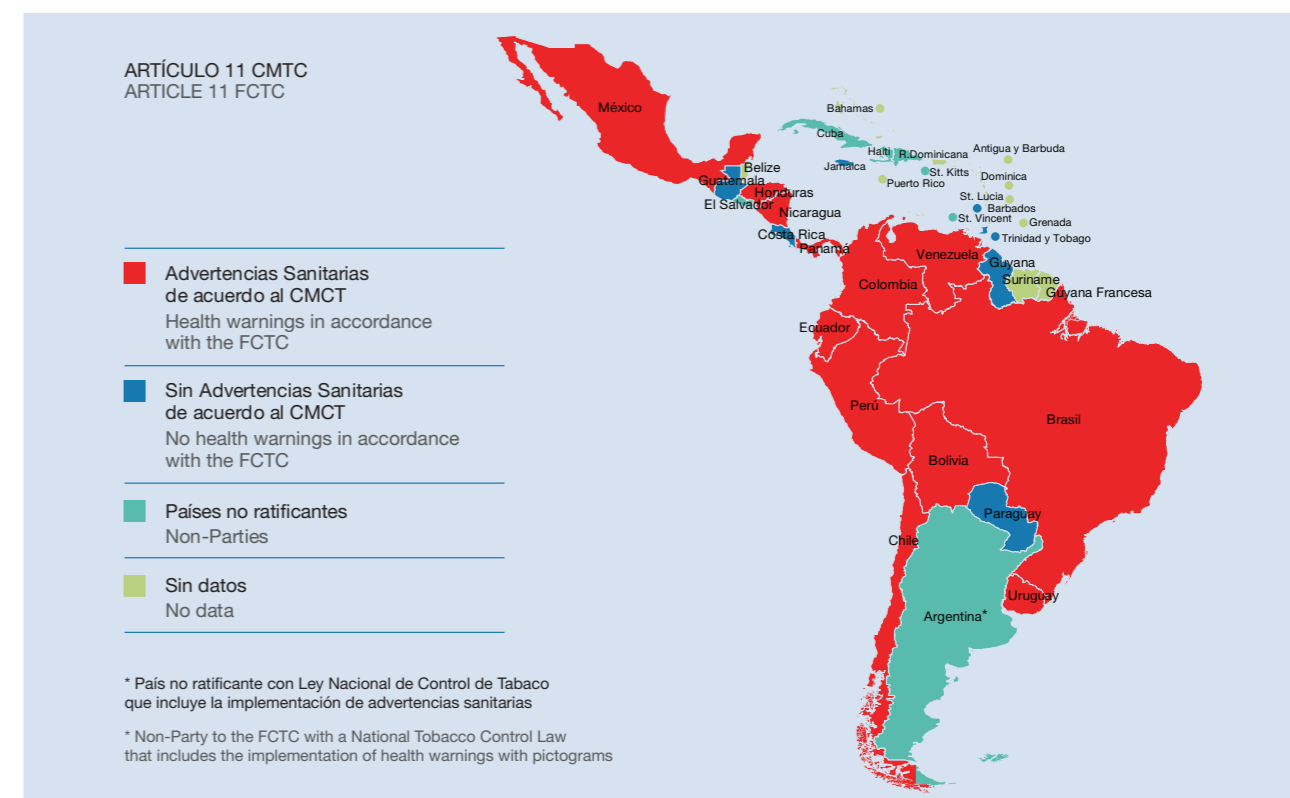 ARTÍCULO 11 CMTC
ARTICLE 11 FCTC
Advertencias Sanitarias
de acuerdo al CMCT
Health warnings in accordance
with the FCTC
Sin Advertencias Sanitarias
de acuerdo al CMCT
No health warnings in accordance
with the FCTC
Países no ratificantes
Non-Parties
Sin datos
No data
* País no ratificante con Ley Nacional de Control de Tabaco
que incluye la implementación de advertencias sanitarias
* Non-Party to the FCTC with a National Tobacco Control Law
that includes the implementation of health warnings with pictograms
México
Bahamas
Cuba
Haïti
R.Dominicana
Antigua y Barbuda
Jamaica
Belize
St. Kitts
Dominica
Guatemala
Puerto Rico
Honduras
St. Lucia
El Salvador
Barbados
Nicaragua
St. Vincent
Grenada
Costa Rica
Trinidad y Tobago
Panamá
Venezuela
Guyana
Suriname
Colombia
Guyana Francesa
Ecuador
Perú
Brasil
Bolivia
Paraguay
Chile
Uruguay
Argentina*